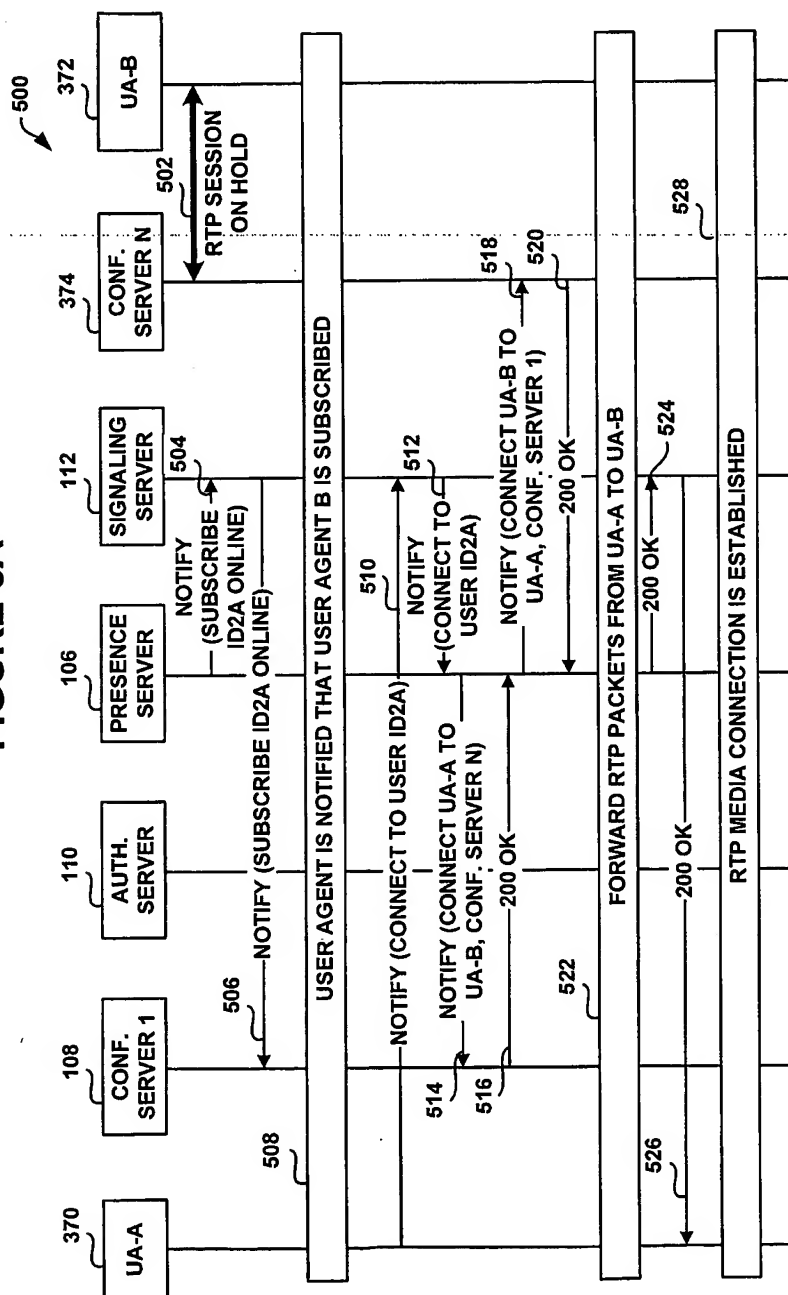 500
370
108
110
106
112
374
372
UA-A
CONF.
SERVER 1
AUTH.
SERVER
PRESENCE
SERVER
SIGNALING
SERVER
CONF.
SERVER N
UA-B
502
RTP SESSION
ON HOLD
NOTIFY
(SUBSCRIBE
ID2A ONLINE)
504
506
NOTIFY (SUBSCRIBE ID2A ONLINE)
508
USER AGENT IS NOTIFIED THAT USER AGENT B IS SUBSCRIBED
NOTIFY (CONNECT TO USER ID2A)
510
NOTIFY
(CONNECT TO
USER ID2A)
512
514
NOTIFY (CONNECT UA-A TO
UA-B, CONF. SERVER N)
NOTIFY (CONNECT UA-B TO
UA-A, CONF. SERVER 1)
518
516
200 OK
200 OK
520
522
FORWARD RTP PACKETS FROM UA-A TO UA-B
200 OK
524
526
200 OK
528
RTP MEDIA CONNECTION IS ESTABLISHED